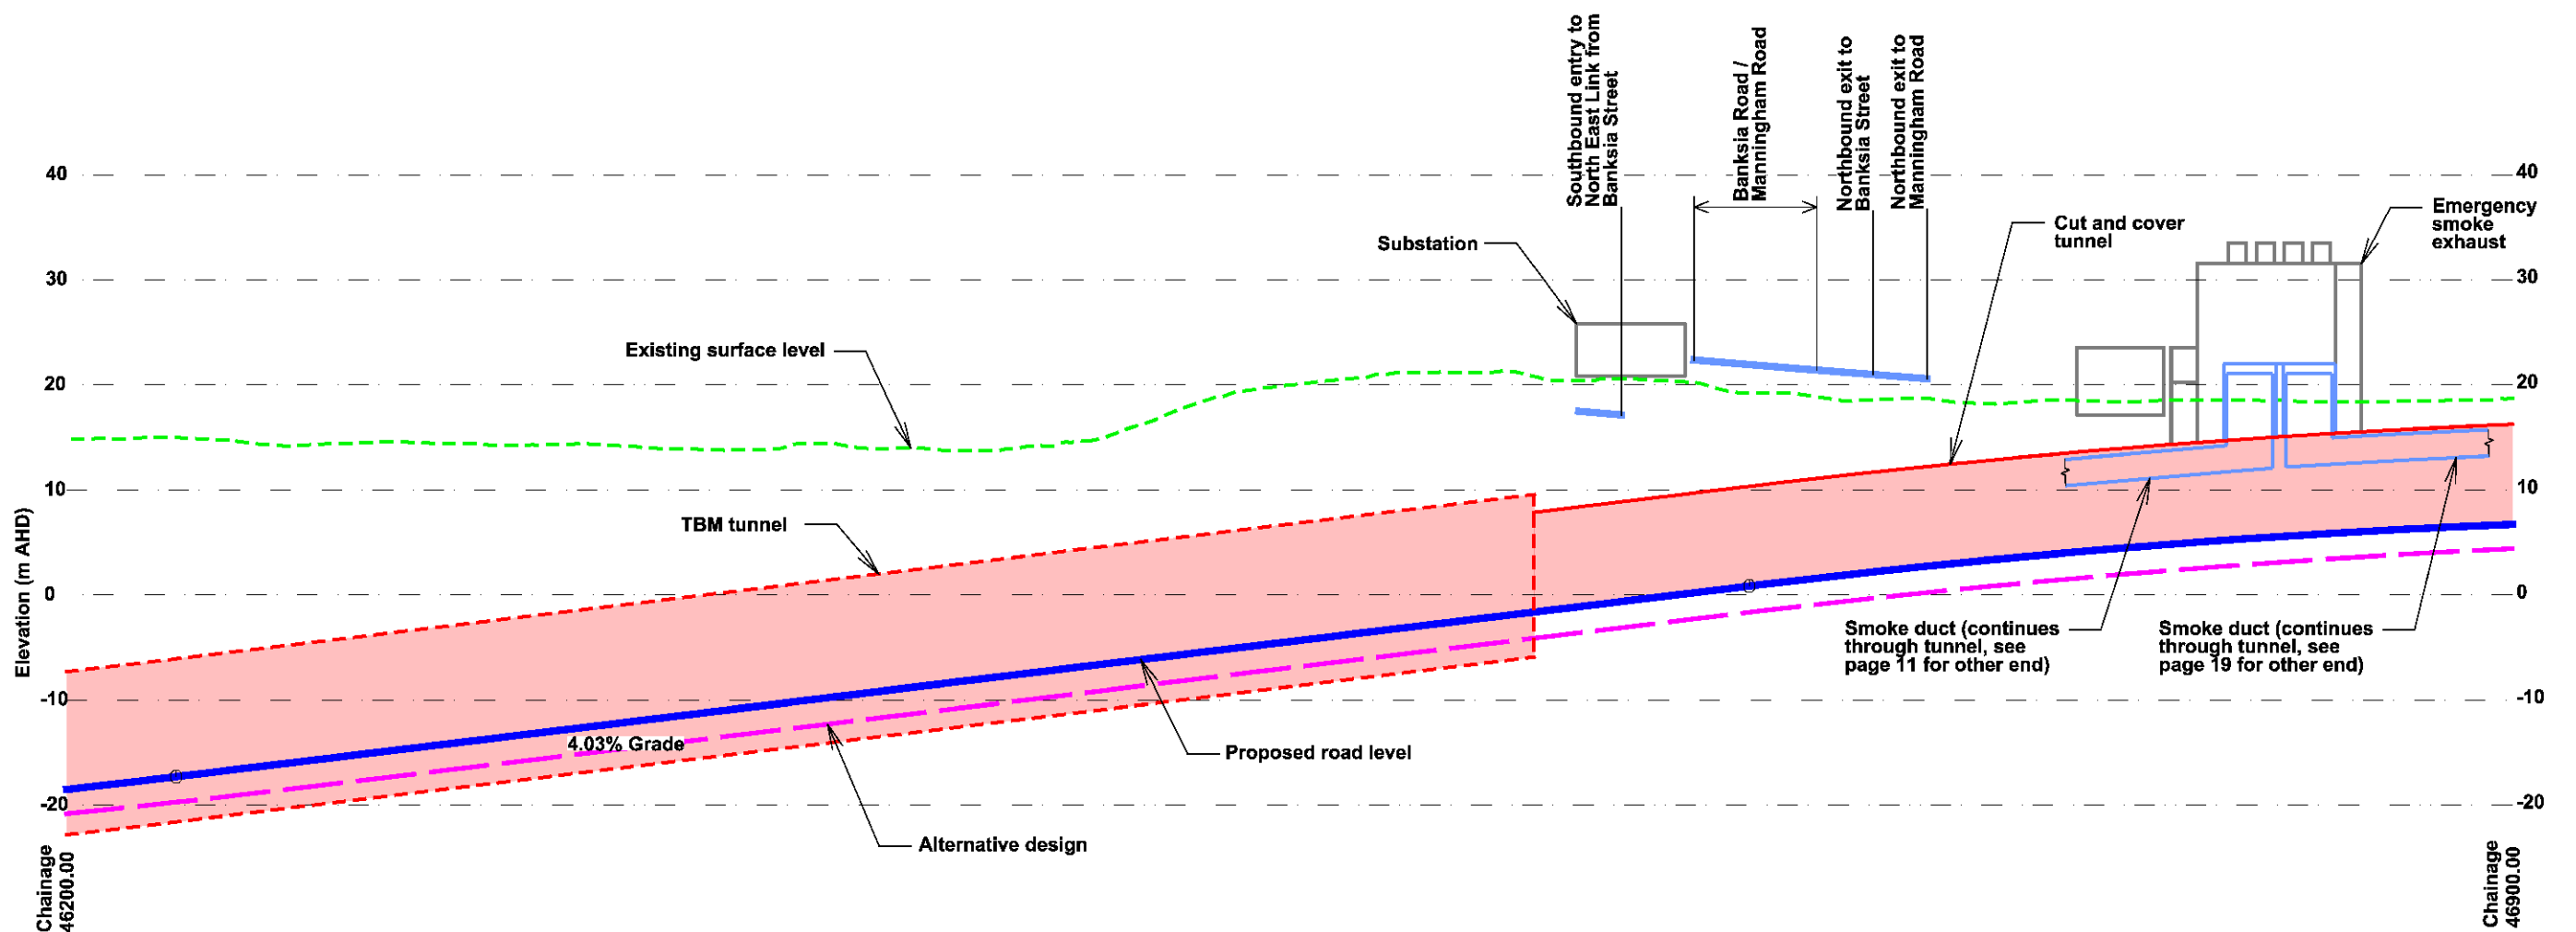 Southbound entry to
North East Link from
Banksia Street
Banksia Road /
Manningham Road
Northbound exit to
Banksia Street
Northbound exit to
Manningham Road
40
40
Emergency
smoke
exhaust
Cut and cover
tunnel
Substation
30
30
Existing surface level
20
20
10
10
TBM tunnel
Elevation (m AHD)
0
0
Smoke duct (continues
through tunnel, see
page 11 for other end)
Smoke duct (continues
through tunnel, see
page 19 for other end)
-10
-10
4.03% Grade
Proposed road level
-20
-20
Alternative design
Chainage
46200.00
Chainage
46900.00